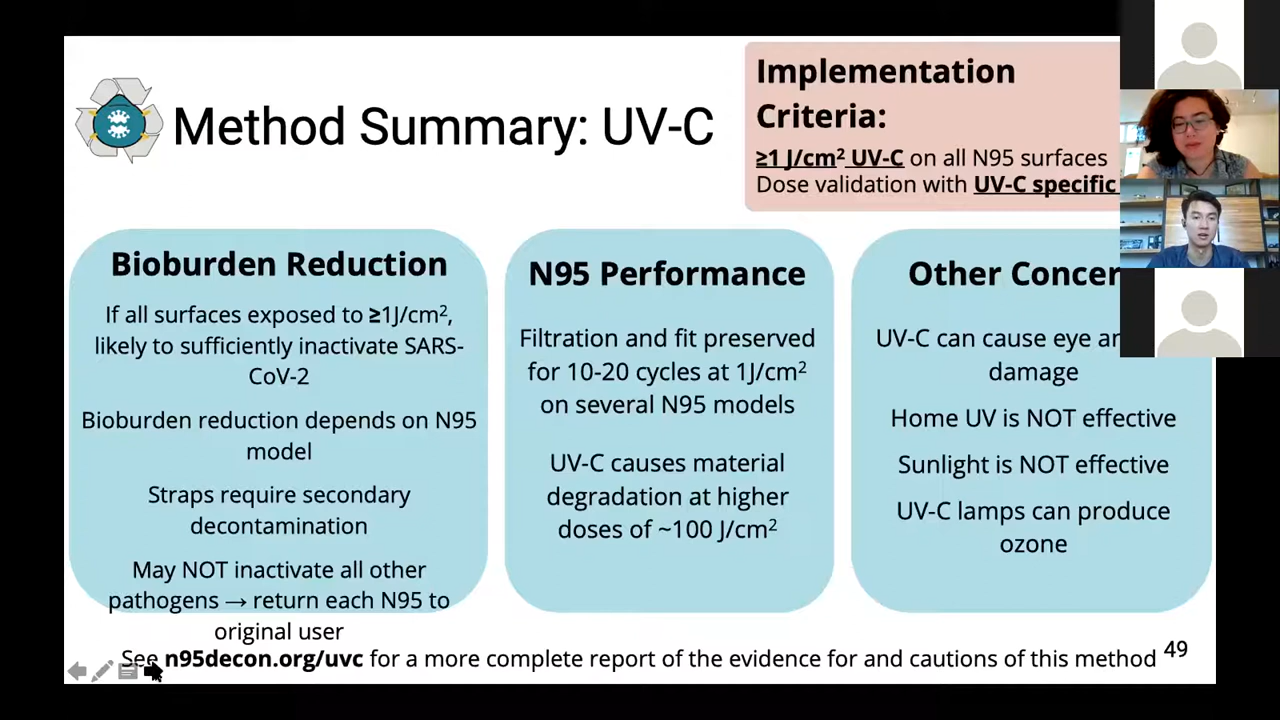 Method Summary: UV-C
Implementation
Criteria:
≥1 J/cm² UV-C on all N95 surfaces
Dose validation with UV-C specific
Bioburden Reduction
If all surfaces exposed to ≥1J/cm²,
likely to sufficiently inactivate SARS-
CoV-2
Bioburden reduction depends on N95
model
Straps require secondary
decontamination
May NOT inactivate all other
pathogens → return each N95 to
original user
N95 Performance
Filtration and fit preserved
for 10-20 cycles at 1J/cm²
on several N95 models
UV-C causes material
degradation at higher
doses of ~100 J/cm²
Other
UV-C can cause eye
damage
Home UV is NOT effective
Sunlight is NOT effective
UV-C lamps can produce
ozone
See n95decon.org/uvc for a more complete report of the evidence for and cautions of this method
49